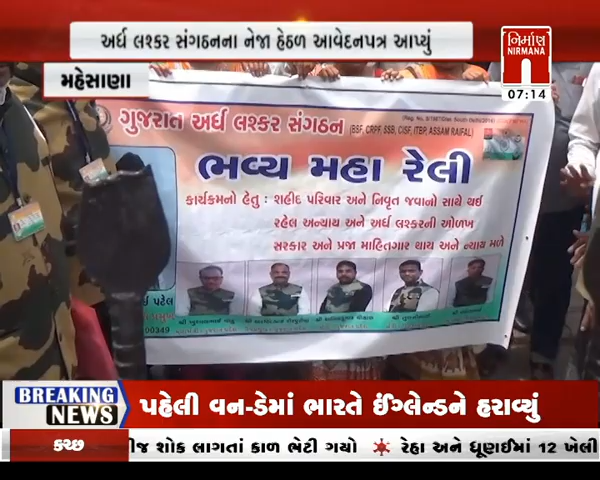 અર્ધ લશ્કર સંગઠનના નેજા હેઠળ આવેદનપત્ર આપ્યું
નિર્માણ
NIRMANA
07:14
મહેસાણા
ગુજરાત અર્ધ લશ્કર સંગઠન
(BSF, CRPF, SSB, CISF, ITBP, ASSAM RAIFAL)
ભવ્ય મહા રેલી
કાર્યક્રમનો હેતુ : શહીદ પરિવાર અને નિવૃત જવાનો સાથે થઈ
રહેલ અન્યાય અને અર્ધ લશ્કરની ઓળખ
સરકાર અને પ્રજા માહિતગાર થાય અને ન્યાય મળે
પટેલ
00349
BREAKING
NEWS
પહેલી વન-ડેમાં ભારતે ઈંગ્લેન્ડને હરાવ્યું
કચ્છ
ીજ શોક લાગતાં કાળ ભેટી ગયો
રેહા અને ધૂણઈમાં 12 ખેલી